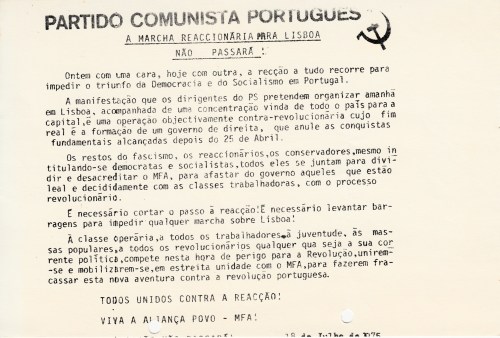 PARTIDO COMUNISTA PORTUGUÊS
A MARCHA REACCIONÁRIA PARA LISBOA
NÃO PASSARÁ !
Ontem com uma cara, hoje com outra, a recção a tudo recorre para
impedir o triunfo da Democracia e do Socialismo em Portugal.
A manifestação que os dirigentes do PS pretendem organizar amanhã
em Lisboa, acompanhada de uma comcentração vinda de todo o país para a
capital,é uma operação objectivamente contra-revolucionária cujo fim
real é a formação de um governo de direita, que anule as conquistas
fundamentais alcançadas depois do 25 de Abril.
Os restos do fascismo, os reaccionários,os conservadores,mesmo in
titulando-se democratas e socialistas,todos eles se juntam para divi-
dir e desacreditar o MFA, para afastar do governo aqueles que estão
leal e decididamente com as classes trabalhadoras, com o processo
revolucionário.
É necessário cortar o passo à reacção!É necessário levantar bar-
ragens para impedir qualquer marcha sobre Lisboa!
À classe operária,a todos os trabalhadores,à juventude, às mas-
sas populares,a todos os revolucionários qualquer que seja a sua cor
rente política,compete nesta hora de perigo para a Revolução,unirem-
-se e mobilizarem-se,em estreita unidade com o MFA,para fazerem fra-
cassar esta nova aventura contra a revolução portuguesa.
TODOS UNIDOS CONTRA A REACÇÃO!
VIVA A ALIANÇA POVO - MFA!
18 de Julho de 1975